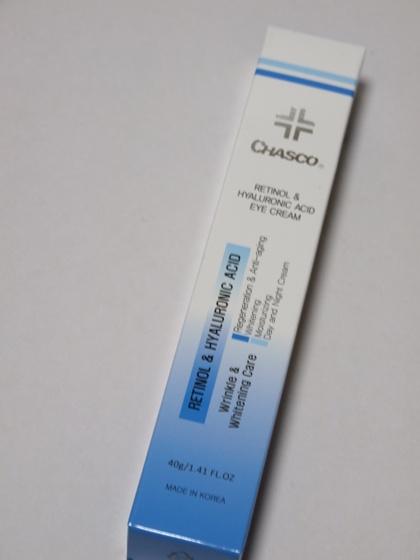 CHASCO
RETINOL &
HYALURONIC ACID
EYE CREAM
RETINOL & HYALURONIC ACID
Regeneration & Anti-aging
Whitening
Moisturizing
Day and Night Cream
Wrinkle &
Whitening Care
40g/1.41 FL.OZ
MADE IN KOREA